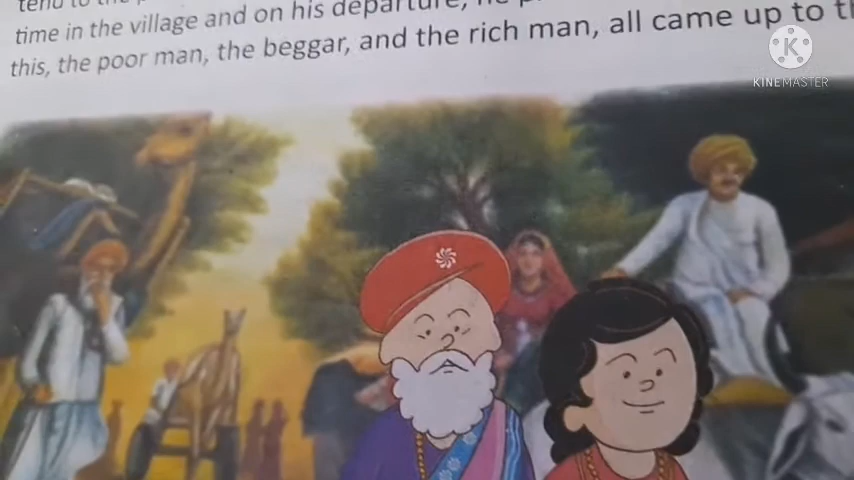 time in the village and on his departure,
this, the poor man, the beggar, and the rich man, all came up to
KINEMASTER